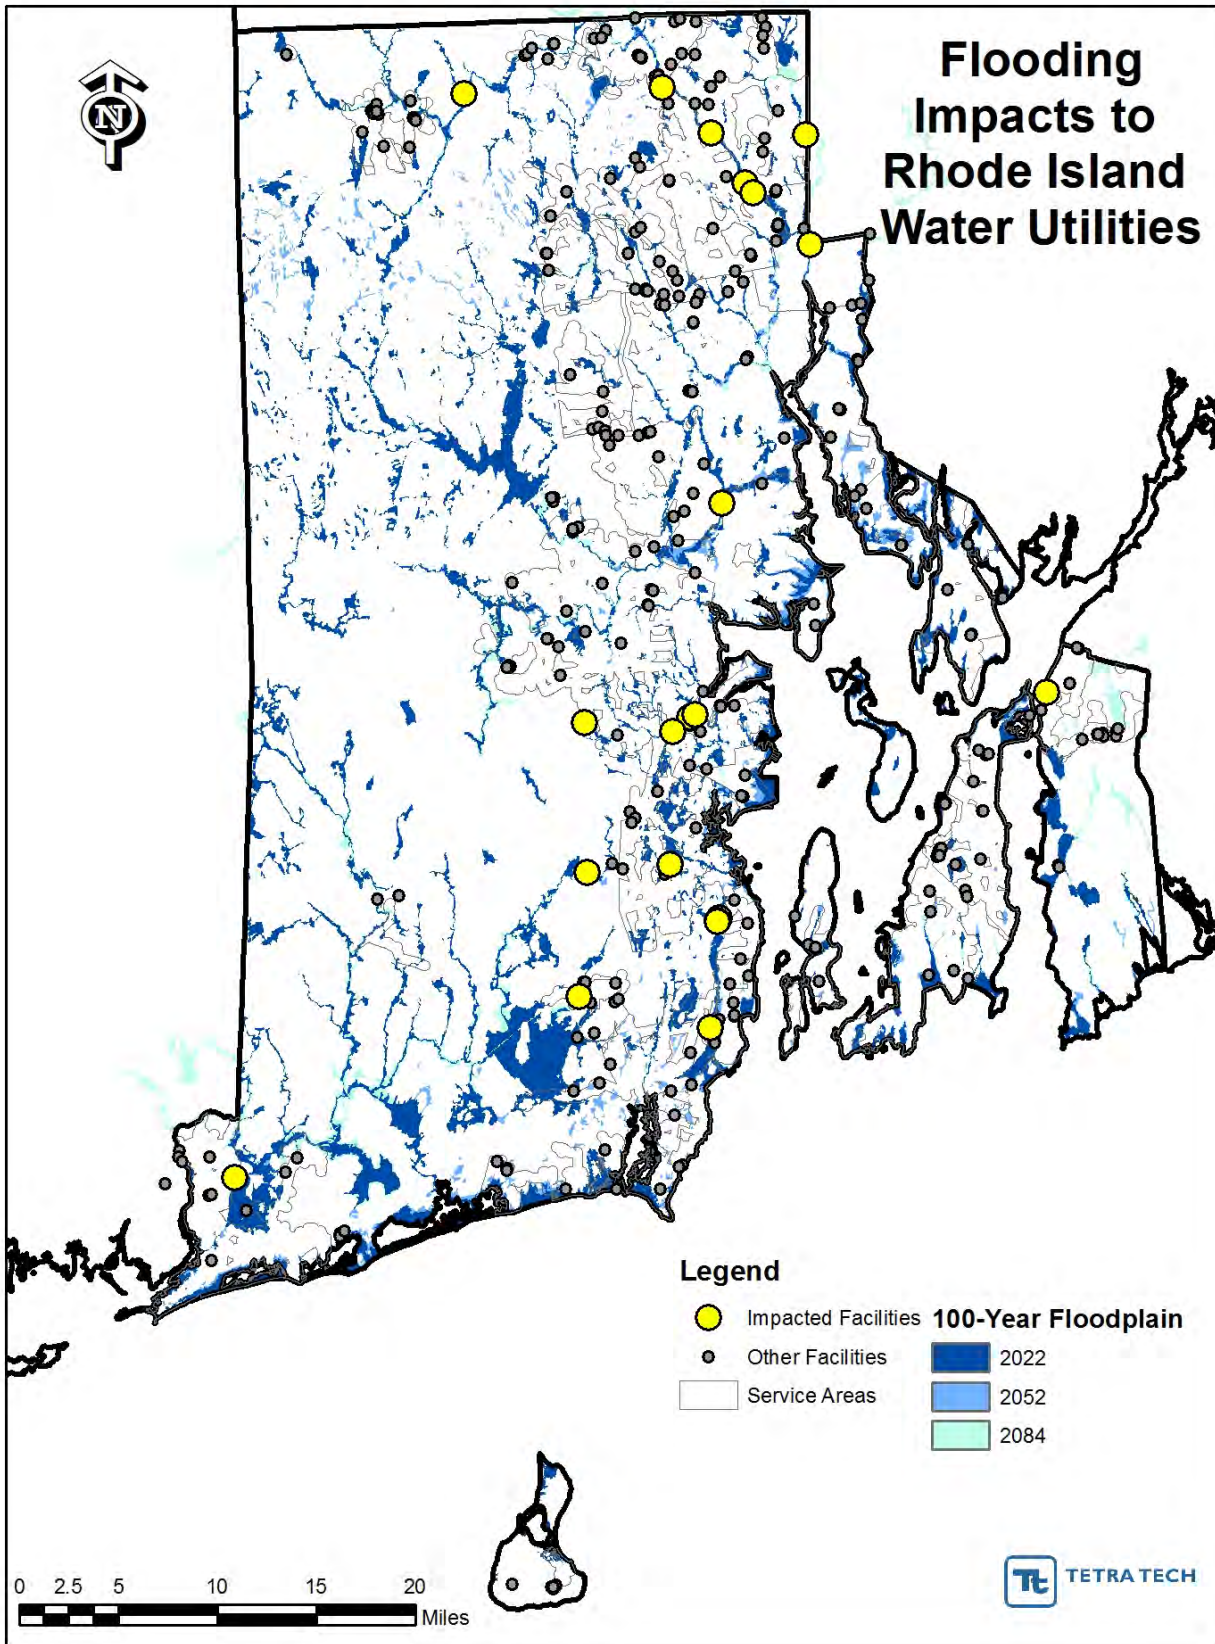 Flooding
Impacts to
Rhode Island
Water Utilities
N
Legend
Impacted Facilities
Other Facilities
Service Areas
100-Year Floodplain
2022
2052
2084
0 2.5 5 10 15 20
Miles
Tt TETRA TECH